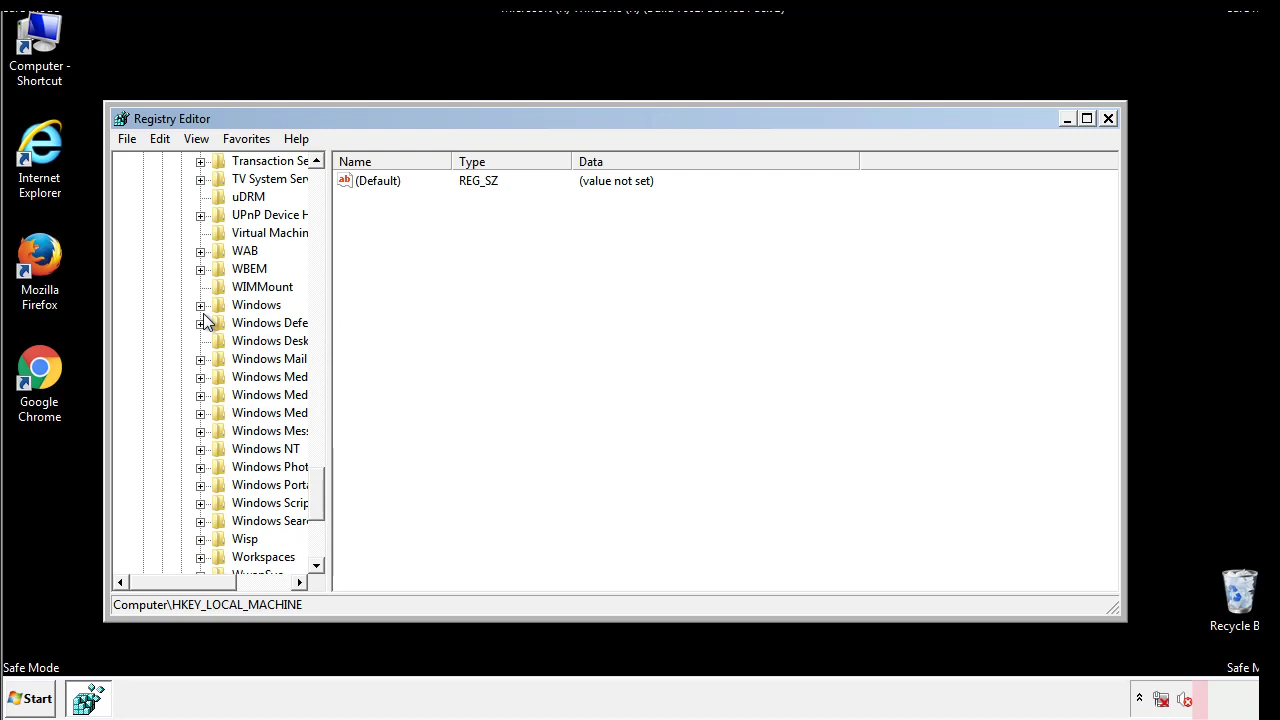 Computer -
Shortcut
Internet
Explorer
Mozilla
Firefox
Google
Chrome
Registry Editor
File Edit View Favorites Help
Transaction Se
TV System Serv
uDRM
UPnP Device H
Virtual Machin
WAB
WBEM
WIMMount
Windows
Windows Defe
Windows Desk
Windows Mail
Windows Med
Windows Med
Windows Med
Windows Mess
Windows NT
Windows Phot
Windows Porta
Windows Scrip
Windows Sear
Wisp
Workspaces
Name Type Data
ab (Default) REG_SZ (value not set)
Computer\HKEY_LOCAL_MACHINE
Recycle B
Safe Mode
Safe M
Start